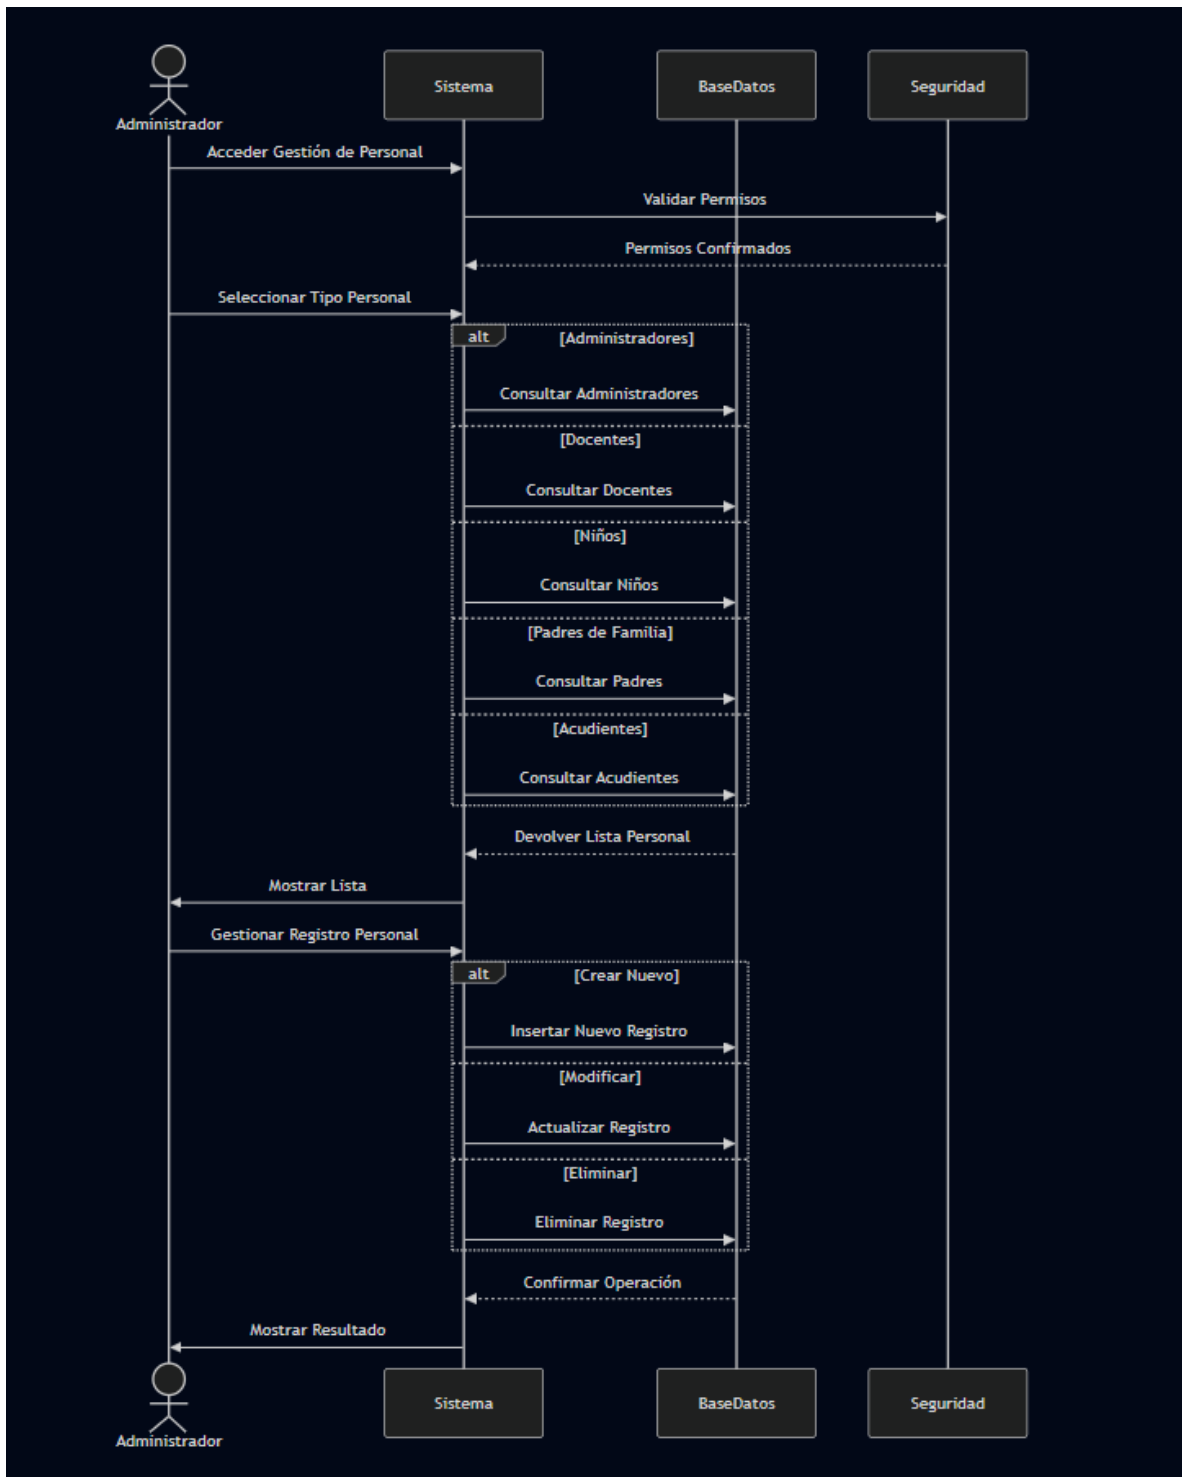 Administrador
Sistema
BaseDatos
Seguridad
Acceder Gestión de Personal
Validar Permisos
Permisos Confirmados
Seleccionar Tipo Personal
alt
[Administradores]
Consultar Administradores
[Docentes]
Consultar Docentes
[Niños]
Consultar Niños
[Padres de Familia]
Consultar Padres
[Acudientes]
Consultar Acudientes
Devolver Lista Personal
Mostrar Lista
Gestionar Registro Personal
alt
[Crear Nuevo]
Insertar Nuevo Registro
[Modificar]
Actualizar Registro
[Eliminar]
Eliminar Registro
Confirmar Operación
Mostrar Resultado
Administrador
Sistema
BaseDatos
Seguridad